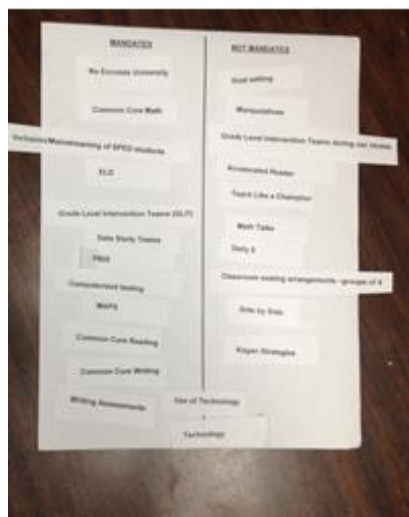 MANDATES
No Excuses University
Common Core Math
Inclusion/Mainstreaming of SPED students
ELD
Grade Level Intervention Teams (GLIT)
Data Study Teams
PBIS
Computerized testing
MAPS
Common Core Reading
Common Core Writing
Writing Assessments
NOT MANDATES
Goal setting
Manipulatives
Grade Level Intervention Teams during our
Accelerated Reader
Teach Like a Champion
Math Talks
Daily 5
Classroom seating arrangements -groups of 4
Side by Side
Kagan Strategies
Use of Technology
Technology